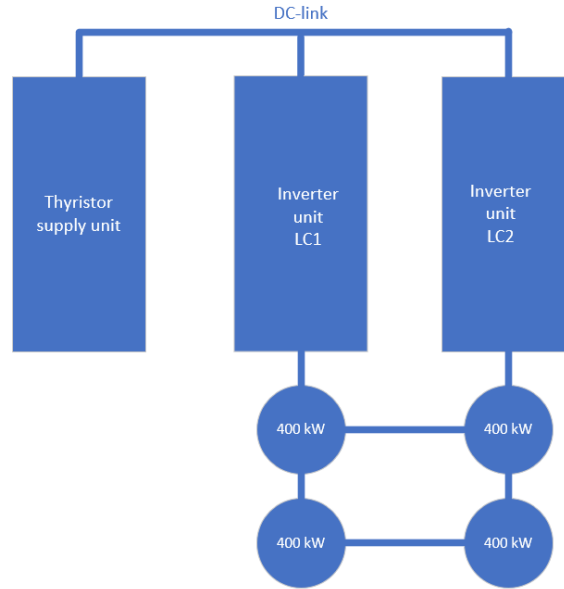 DC-link
Thyristor
supply unit
Inverter
unit
LC1
Inverter
unit
LC2
400 kW
400 kW
400 kW
400 kW